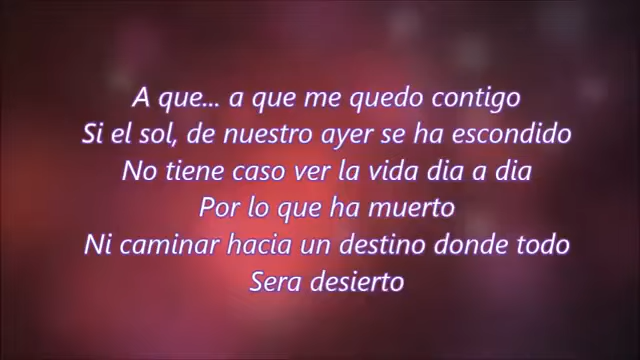 A que... a que me quedo contigo
Si el sol, de nuestro ayer se ha escondido
No tiene caso ver la vida dia a dia
Por lo que ha muerto
Ni caminar hacia un destino donde todo
Sera desierto